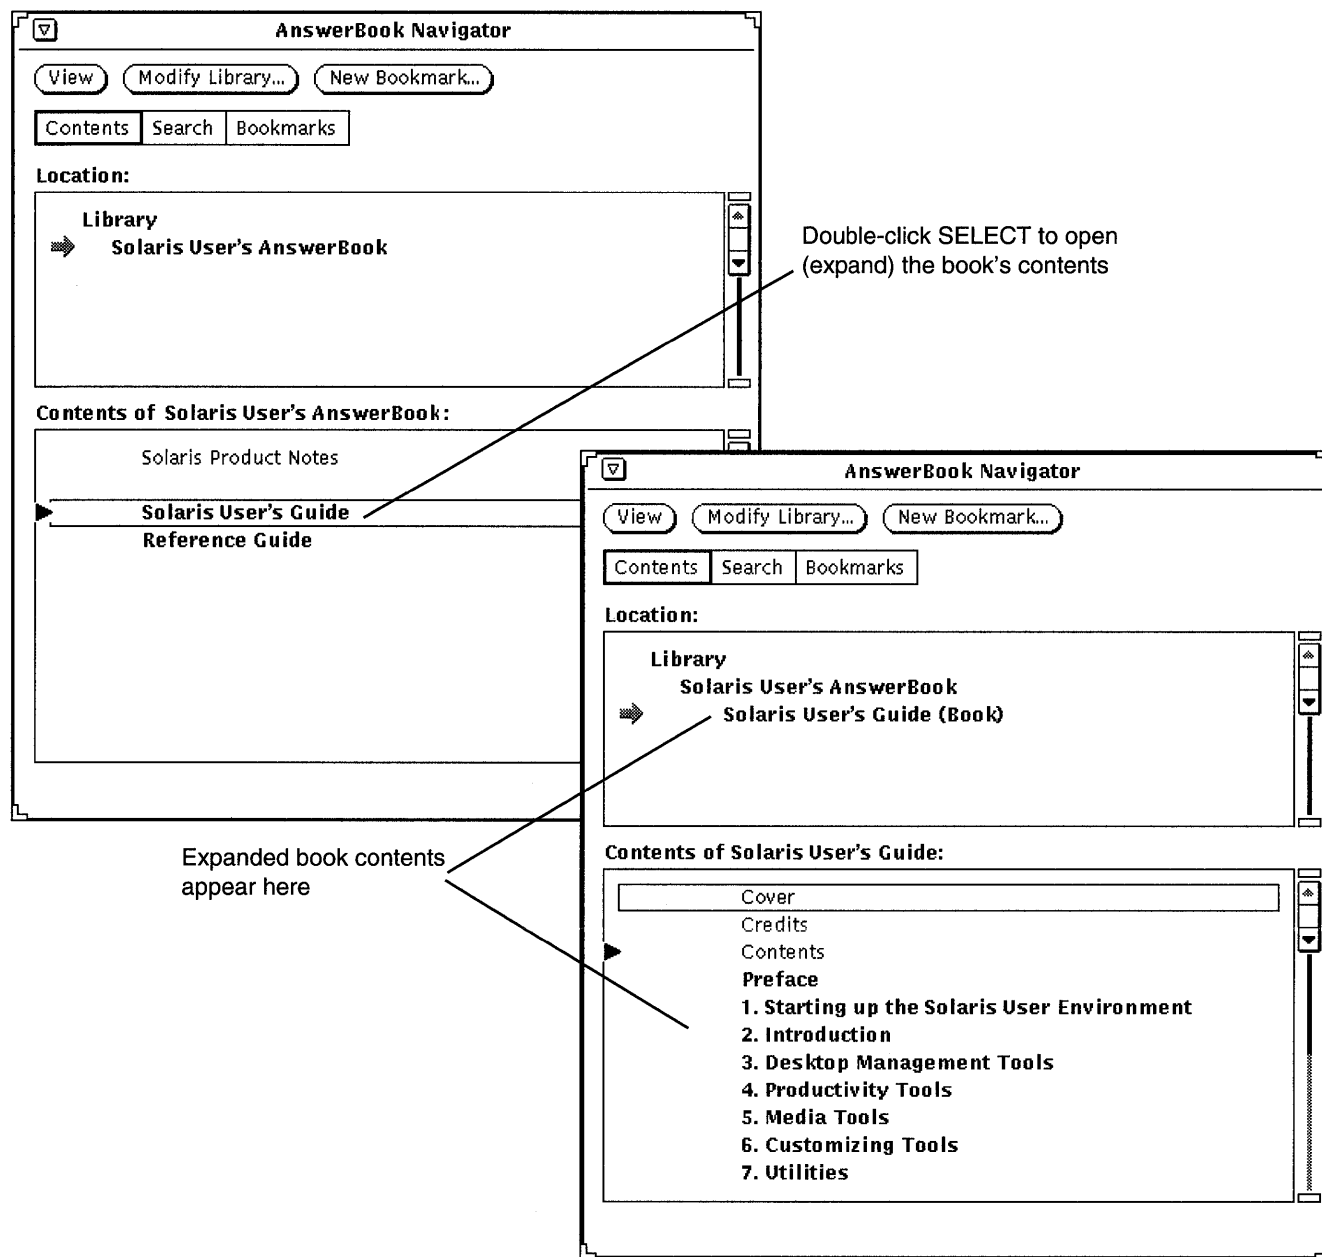 AnswerBook Navigator
View Modify Library... New Bookmark...
Contents Search Bookmarks
Location:
Library
Solaris User's AnswerBook
Double-click SELECT to open
(expand) the book's contents
Contents of Solaris User's AnswerBook:
Solaris Product Notes
Solaris User's Guide
Reference Guide
AnswerBook Navigator
View Modify Library... New Bookmark...
Contents Search Bookmarks
Location:
Library
Solaris User's AnswerBook
Solaris User's Guide (Book)
Expanded book contents
appear here
Contents of Solaris User's Guide:
Cover
Credits
Contents
Preface
1. Starting up the Solaris User Environment
2. Introduction
3. Desktop Management Tools
4. Productivity Tools
5. Media Tools
6. Customizing Tools
7. Utilities